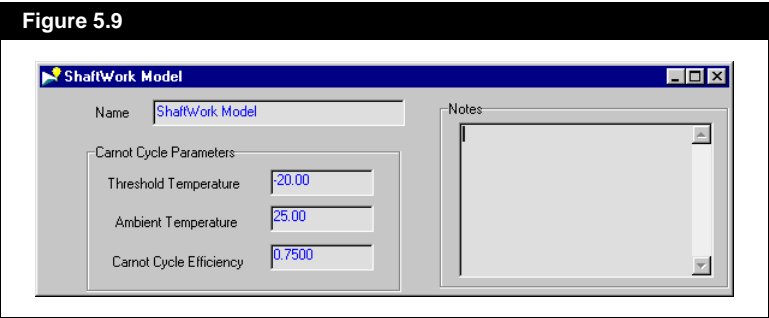 Figure 5.9
ShaftWork Model
Name ShaftWork Model
Notes
Carnot Cycle Parameters
Threshold Temperature -20.00
Ambient Temperature 25.00
Carnot Cycle Efficiency 0.7500